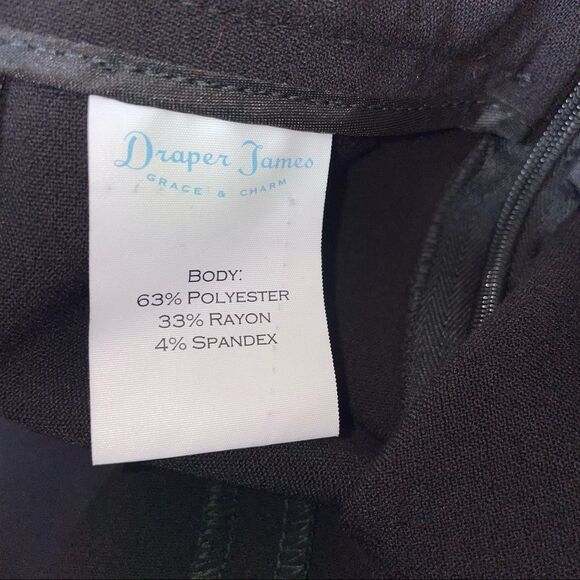 Draper James
GRACE & CHARM
BODY:
63% POLYESTER
33% RAYON
4% SPANDEX